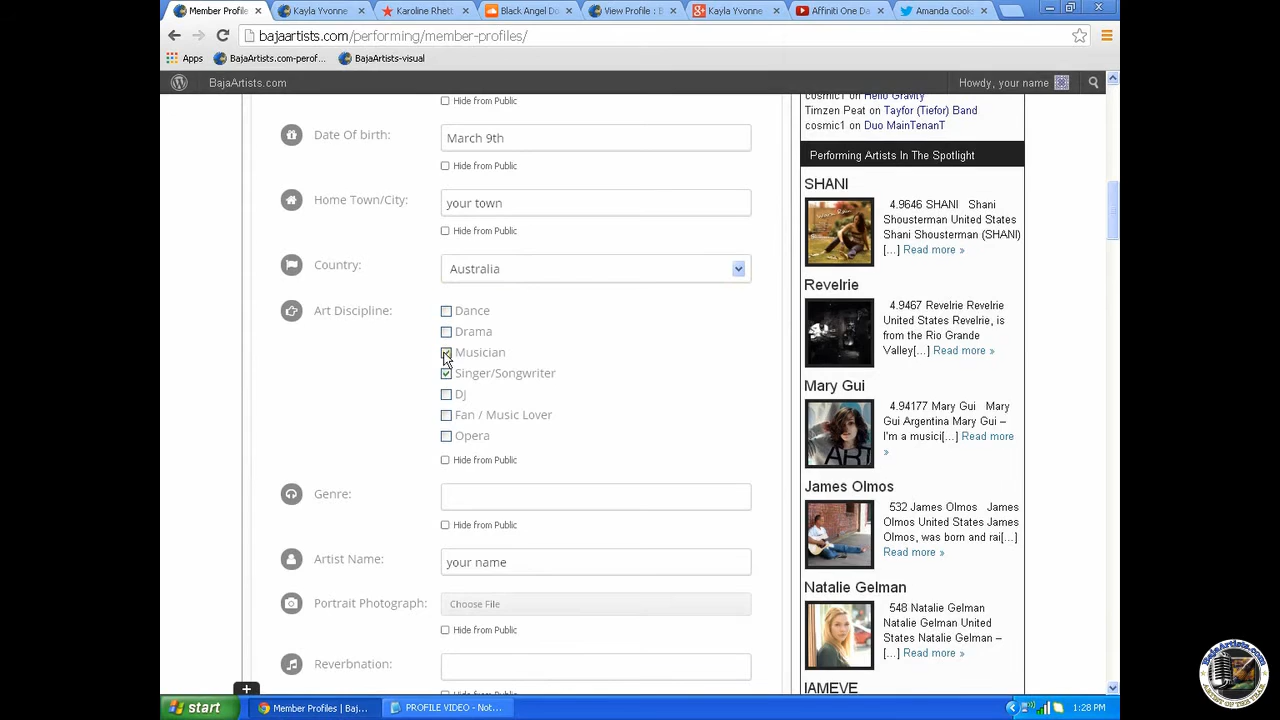 Member Profile
Kayla Yvonne
Karoline Rhett
Black Angel Do
View Profile : B
Kayla Yvonne
Affiniti One Da
Amanda Cooks
bajaartists.com/performing/member-profiles/
Apps
BajaArtists.com-perof...
BajaArtists-visual
BajaArtists.com
Howdy, your name
Hide from Public
Date Of birth:
March 9th
Hide from Public
Home Town/City:
your town
Hide from Public
Country:
Australia
Art Discipline:
Dance
Drama
Musician
Singer/Songwriter
Dj
Fan / Music Lover
Opera
Hide from Public
Genre:
Hide from Public
Artist Name:
your name
Portrait Photograph:
Choose File
Hide from Public
Reverbnation:
cosmic1 on Hello Gravity
Timzen Peat on Tayfor (Tiefor) Band
cosmic1 on Duo MainTenanT
Performing Artists In The Spotlight
SHANI
4.9646 SHANI Shani
Shousterman United States
Shani Shousterman (SHANI)
[...] Read more »
Revelrie
4.9467 Revelrie Revelrie
United States Revelrie, is
from the Rio Grande
Valley[...] Read more »
Mary Gui
4.94177 Mary Gui Mary
Gui Argentina Mary Gui –
I'm a musici[...] Read more
»
James Olmos
532 James Olmos James
Olmos United States James
Olmos, was born and rai[...]
Read more »
Natalie Gelman
548 Natalie Gelman
Natalie Gelman United
States Natalie Gelman –
[...] Read more »
IAMEVE
start
Member Profiles | Baj...
PROFILE VIDEO - Not...
1:28 PM
BajaArtists.com